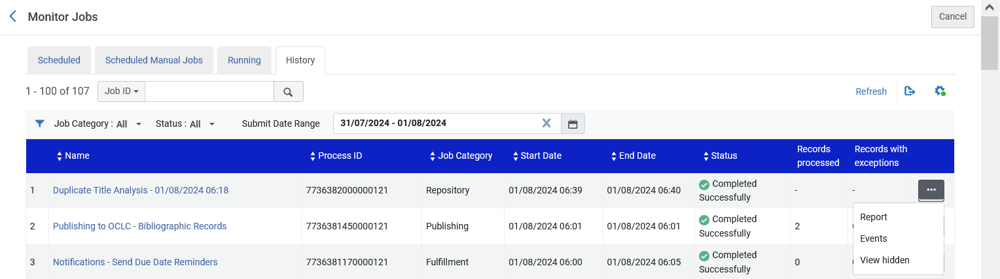 Monitor Jobs
Cancel
Scheduled Scheduled Manual Jobs Running History
1 - 100 of 107 Job ID Refresh
Job Category : All Status : All Submit Date Range 31/07/2024 - 01/08/2024
Name Process ID Job Category Start Date End Date Status Records processed Records with exceptions
1 Duplicate Title Analysis - 01/08/2024 06:18 7736382000000121 Repository 01/08/2024 06:39 01/08/2024 06:40 Completed Successfully - -
2 Publishing to OCLC - Bibliographic Records 7736381450000121 Publishing 01/08/2024 06:01 01/08/2024 06:01 Completed Successfully 2
3 Notifications - Send Due Date Reminders 7736381170000121 Fulfillment 01/08/2024 06:00 01/08/2024 06:05 Completed Successfully 0
Report
Events
View hidden